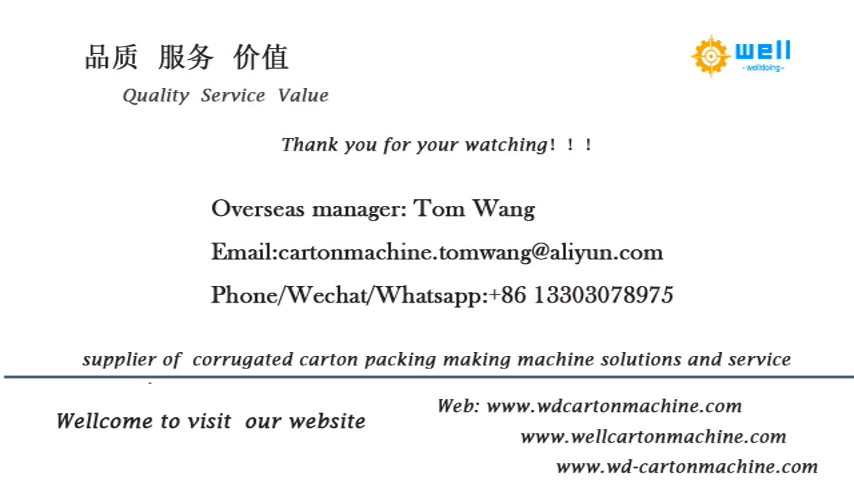 品质 服务 价值
well
-welldoing-
Quality Service Value
Thank you for your watching！！！
Overseas manager: Tom Wang
Email:cartonmachine.tomwang@aliyun.com
Phone/Wechat/Whatsapp:+86 13303078975
supplier of corrugated carton packing making machine solutions and service
Wellcome to visit our website
Web: www.wdcartonmachine.com
www.wellcartonmachine.com
www.wd-cartonmachine.com